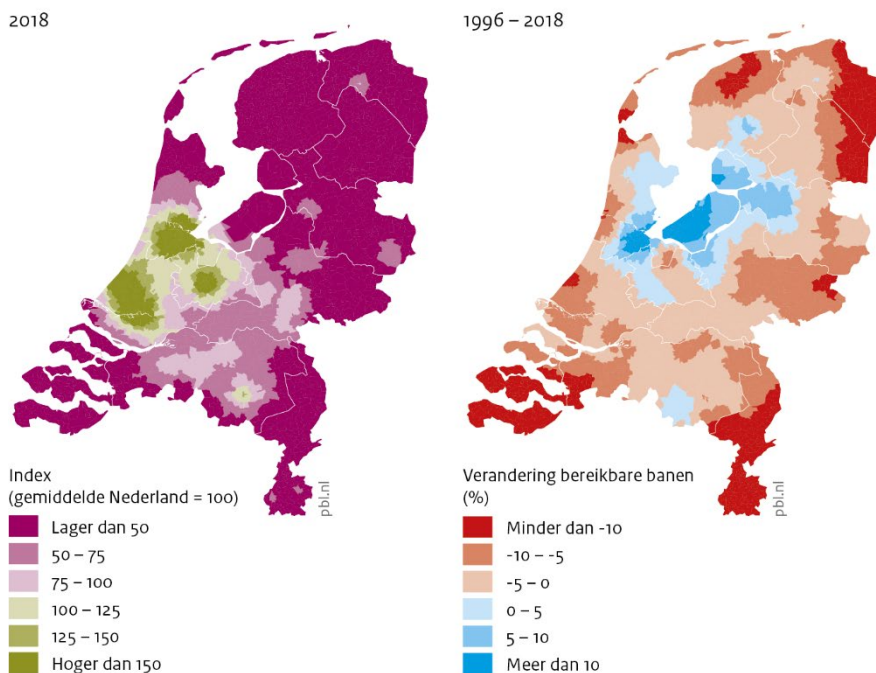 2018
Index
(gemiddelde Nederland = 100)
Lager dan 50
50 – 75
75 – 100
100 – 125
125 – 150
Hoger dan 150
pbl.nl
1996 – 2018
Verandering bereikbare banen
(%)
Minder dan -10
-10 – -5
-5 – 0
0 – 5
5 – 10
Meer dan 10
pbl.nl